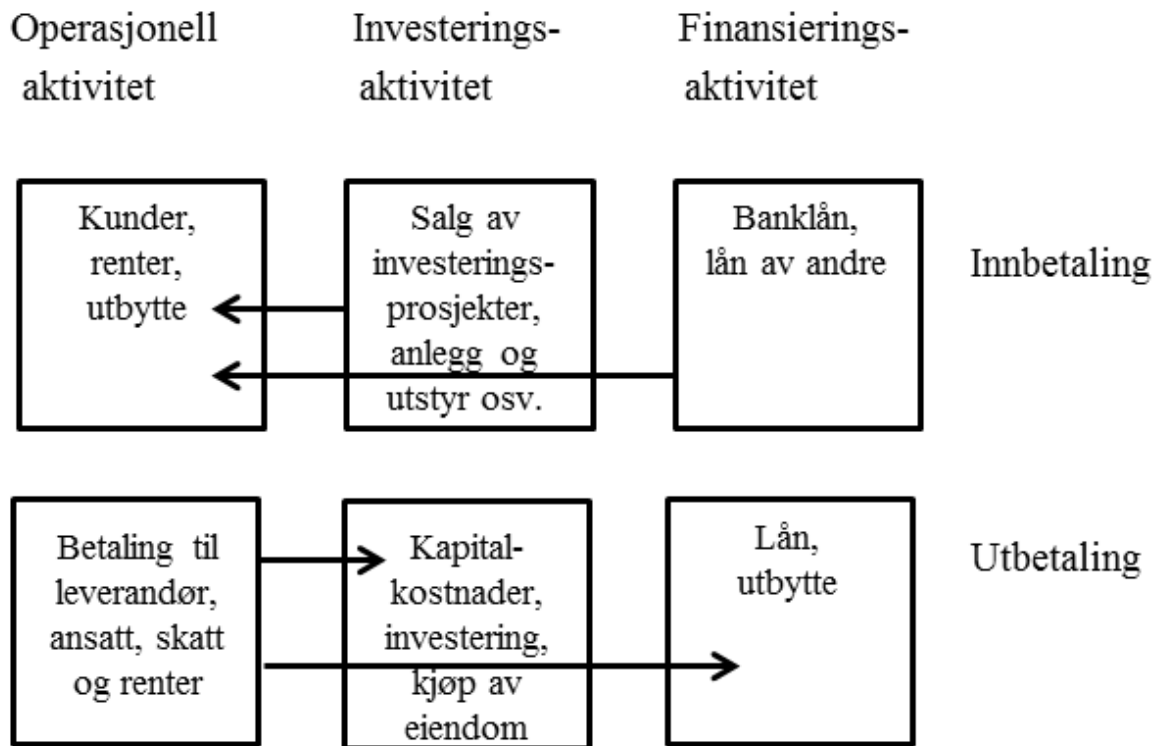 Operasjonell
aktivitet
Investerings-
aktivitet
Finansierings-
aktivitet
Kunder,
renter,
utbytte
Salg av
investerings-
prosjekter,
anlegg og
utstyr osv.
Banklån,
lån av andre
Innbetaling
Betaling til
leverandør,
ansatt, skatt
og renter
Kapital-
kostnader,
investering,
kjøp av
eiendom
Lån,
utbytte
Utbetaling